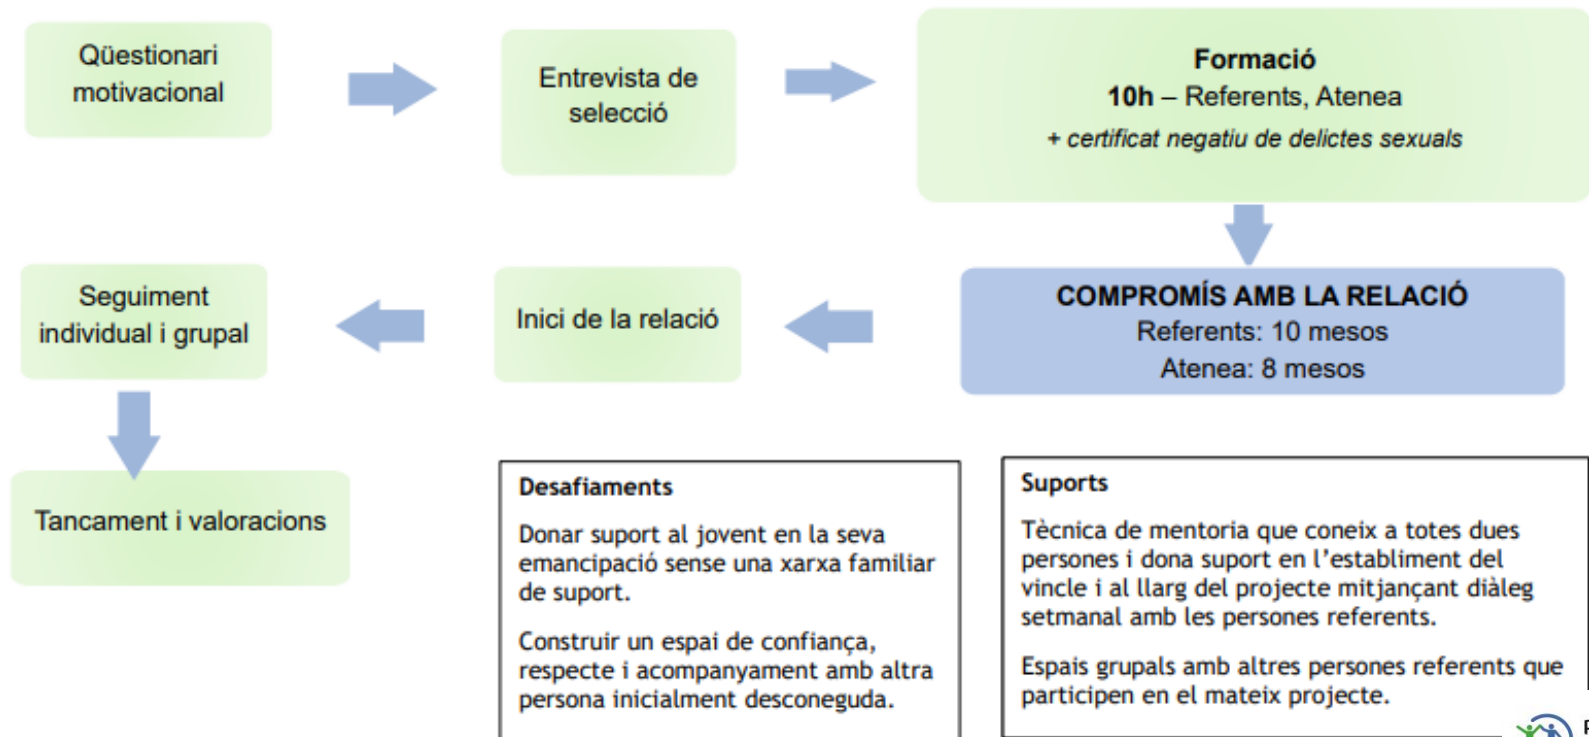 Qüestionari
motivacional
Entrevista de
selecció
Formació
10h – Referents, Atenea
+ certificat negatiu de delictes sexuals
COMPROMÍS AMB LA RELACIÓ
Referents: 10 mesos
Atenea: 8 mesos
Inici de la relació
Seguiment
individual i grupal
Tancament i valoracions
Desafiaments
Donar suport al jovent en la seva
emancipació sense una xarxa familiar
de suport.
Construir un espai de confiança,
respecte i acompanyament amb altra
persona inicialment desconeguda.
Suports
Tècnica de mentoria que coneix a totes dues
persones i dona suport en l’establiment del
vincle i al llarg del projecte mitjançant diàleg
setmanal amb les persones referents.
Espais grupals amb altres persones referents que
participen en el mateix projecte.